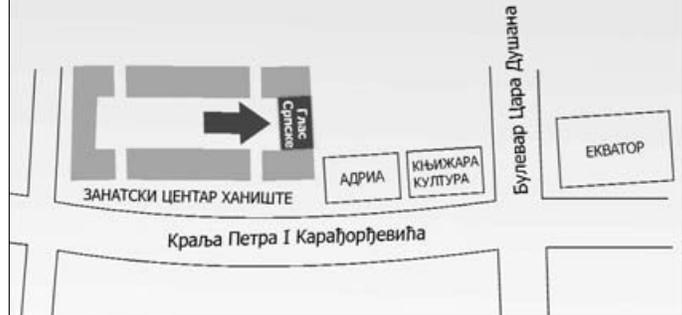 Глас
Српске
Булевар Цара Душана
АДРИА
КЊИЖАРА
КУЛТУРА
ЕКВАТОР
ЗАНАТСКИ ЦЕНТАР ХАНИШТЕ
Краља Петра I Карађорђевића